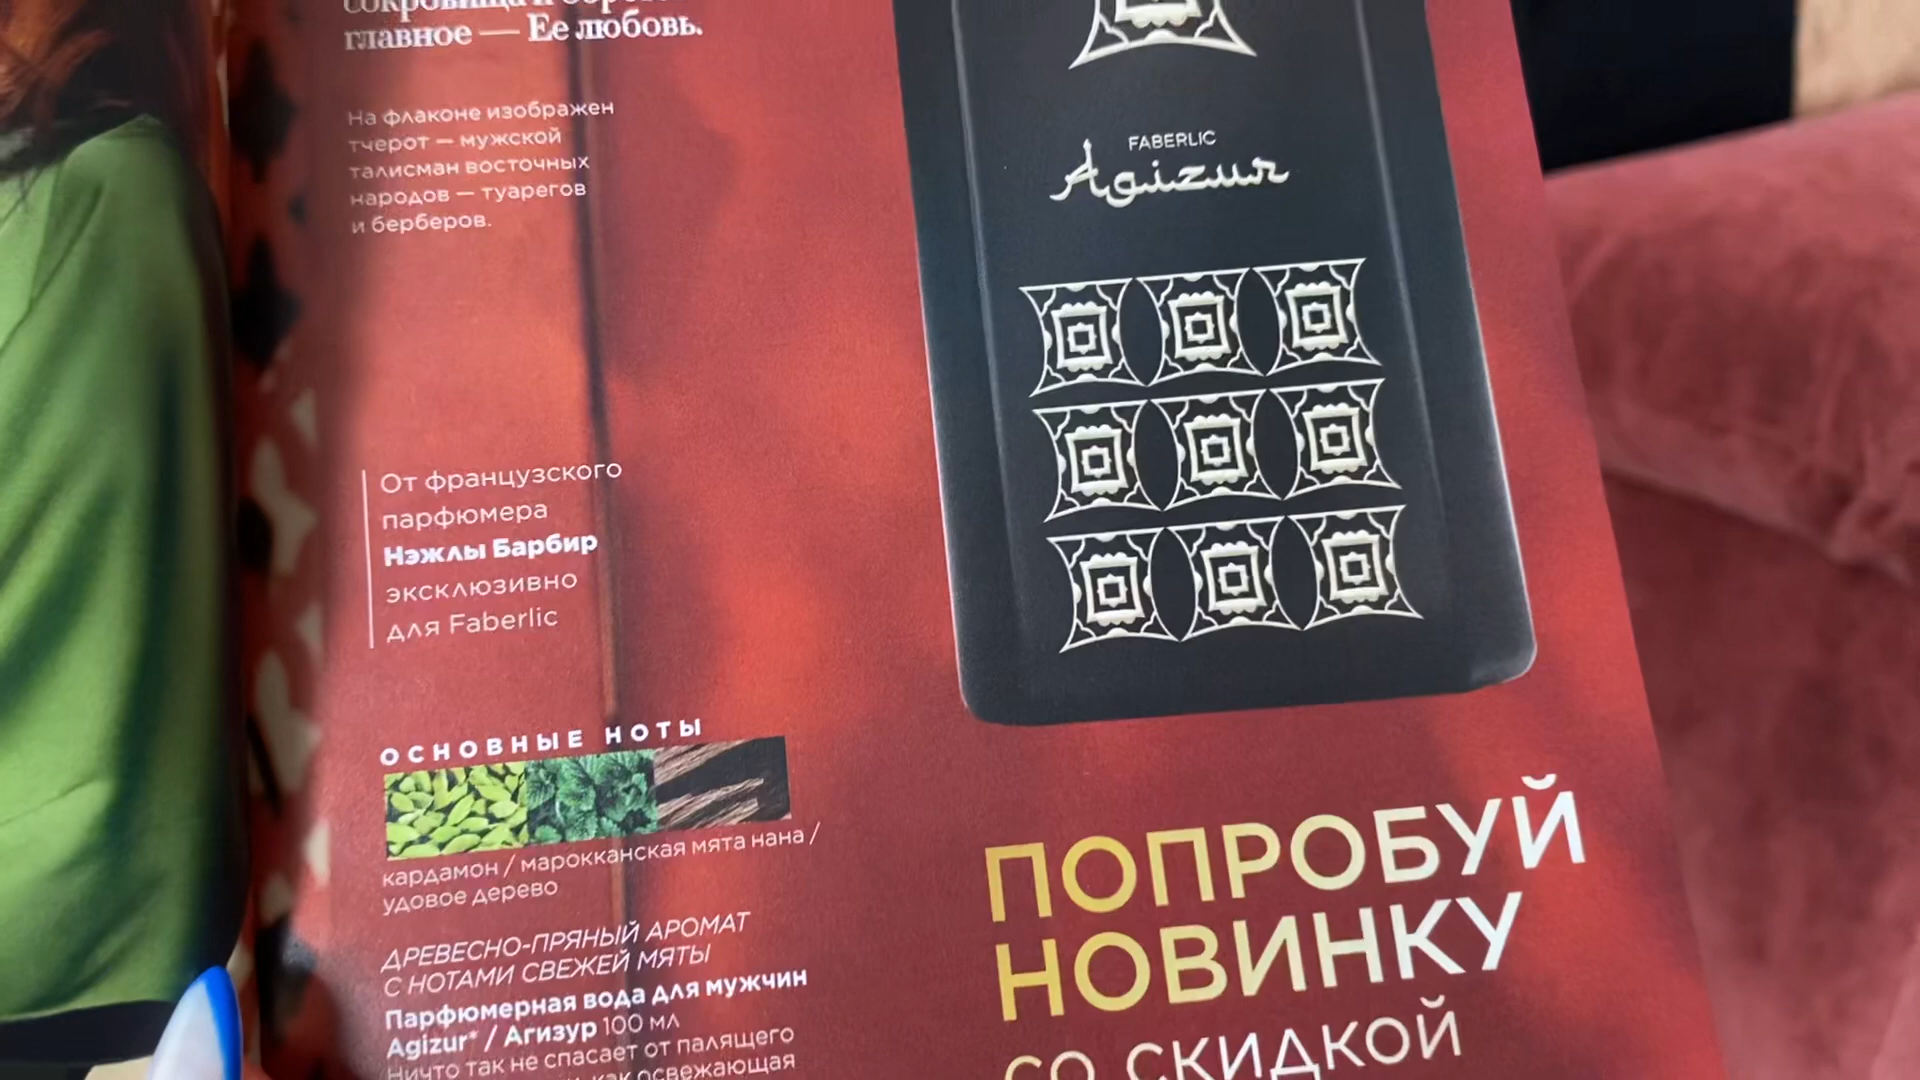 сокровища и
главное — Ее любовь.
На флаконе изображен
тчерот — мужской
талисман восточных
народов — туарегов
и берберов.
От французского
парфюмера
Нэжлы Барбир
эксклюзивно
для Faberlic
ОСНОВНЫЕ НОТЫ
кардамон / марокканская мята нана /
удовое дерево
ДРЕВЕСНО-ПРЯНЫЙ АРОМАТ
С НОТАМИ СВЕЖЕЙ МЯТЫ
Парфюмерная вода для мужчин
Agizur* / Агизур 100 мл
Ничто так не спасает от палящего
как освежающая
FABERLIC
Agizur
ПОПРОБУЙ
НОВИНКУ
СО СКИДКОЙ